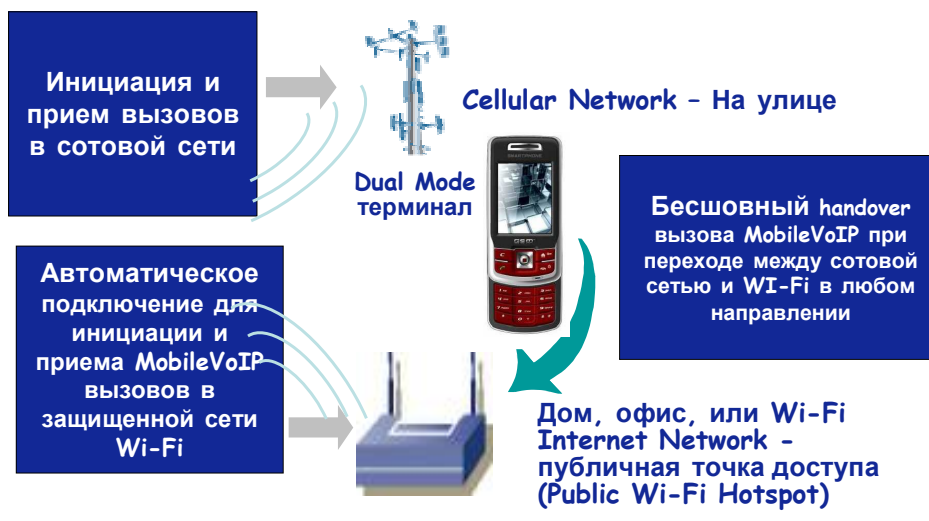 Инициация и
прием вызовов
в сотовой сети
Cellular Network – На улице
Dual Mode
терминал
GSM
Бесшовный handover
вызова MobileVoIP при
переходе между сотовой
сетью и WI-Fi в любом
направлении
Автоматическое
подключение для
инициации и
приема MobileVoIP
вызовов в
защищенной сети
Wi-Fi
Дом, офис, или Wi-Fi
Internet Network -
публичная точка доступа
(Public Wi-Fi Hotspot)